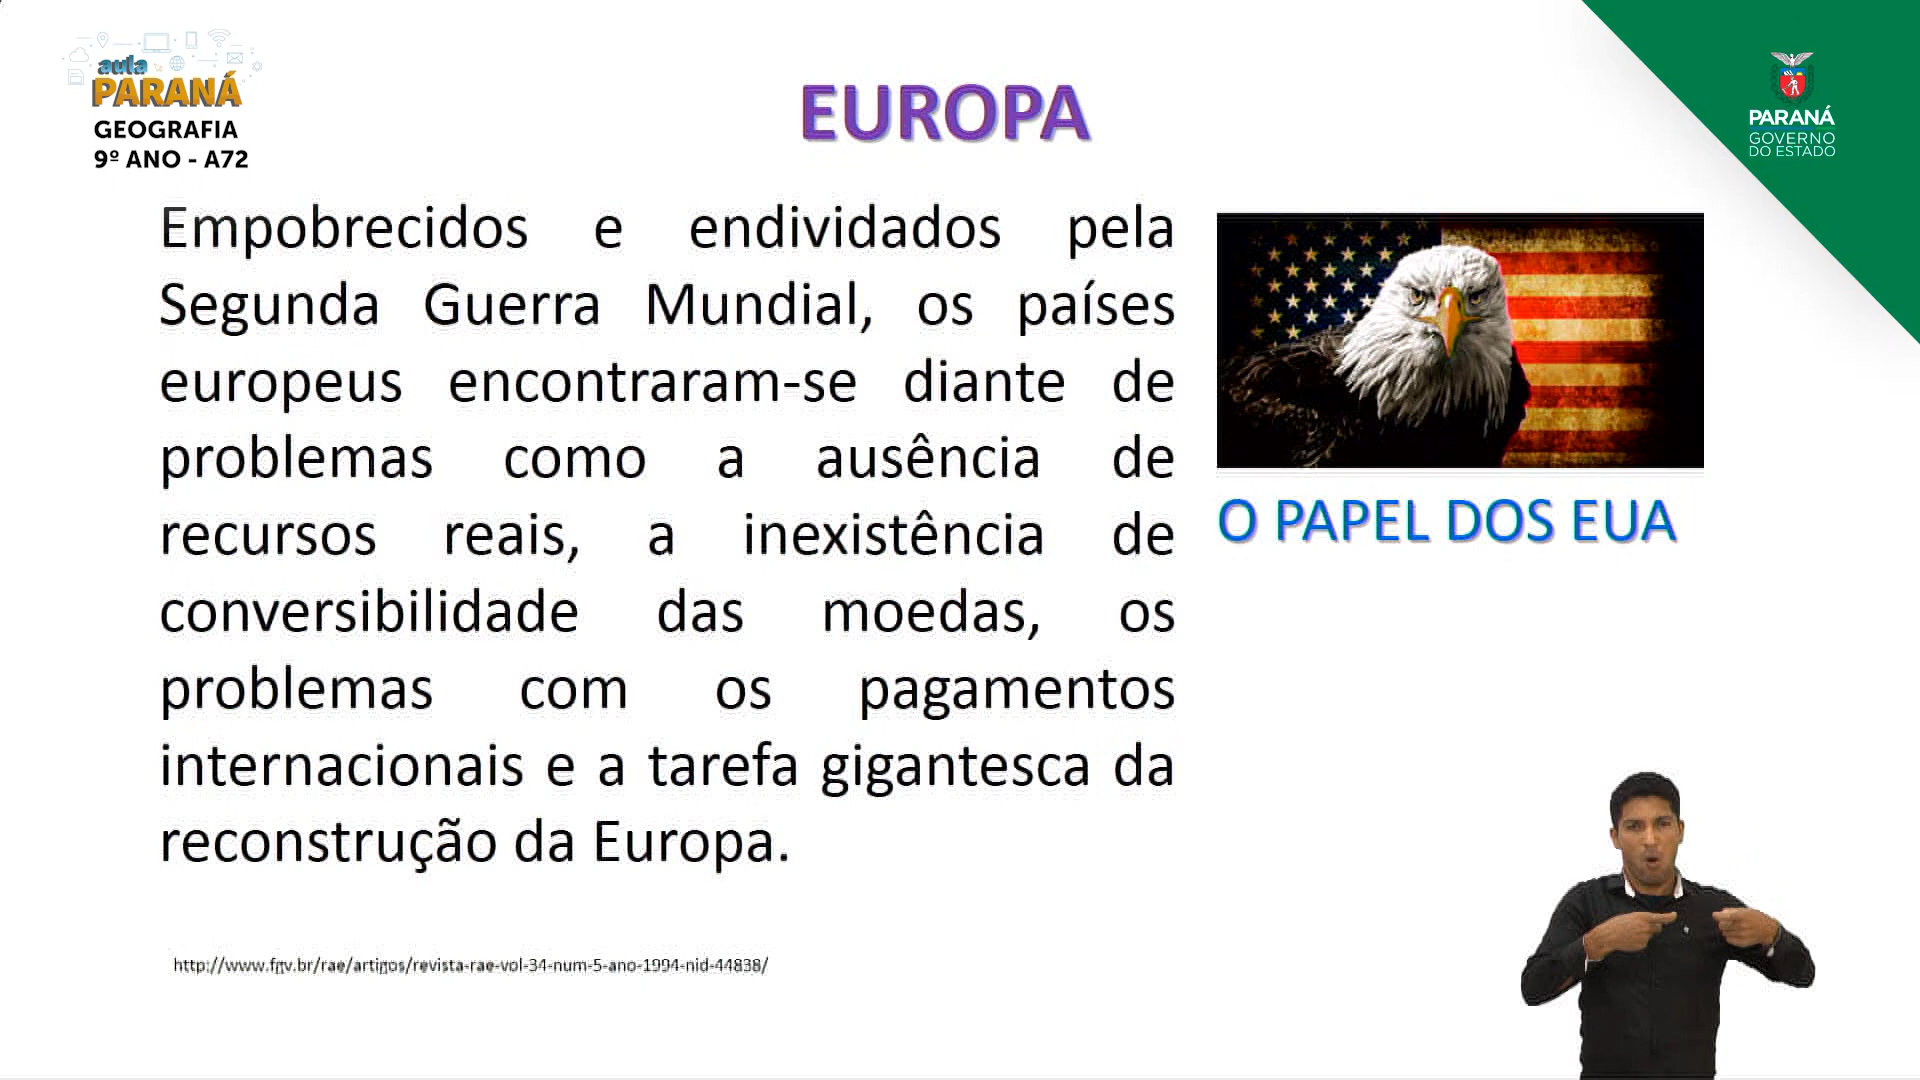 aula
PARANÁ
GEOGRAFIA
9º ANO - A72
EUROPA
PARANÁ
GOVERNO
DO ESTADO
Empobrecidos e endividados pela
Segunda Guerra Mundial, os países
europeus encontraram-se diante de
problemas como a ausência de
recursos reais, a inexistência de
conversibilidade das moedas, os
problemas com os pagamentos
internacionais e a tarefa gigantesca da
reconstrução da Europa.
O PAPEL DOS EUA
http://www.fgv.br/rae/artigos/revista-rae-vol-34-num-5-ano-1994-nid-44838/